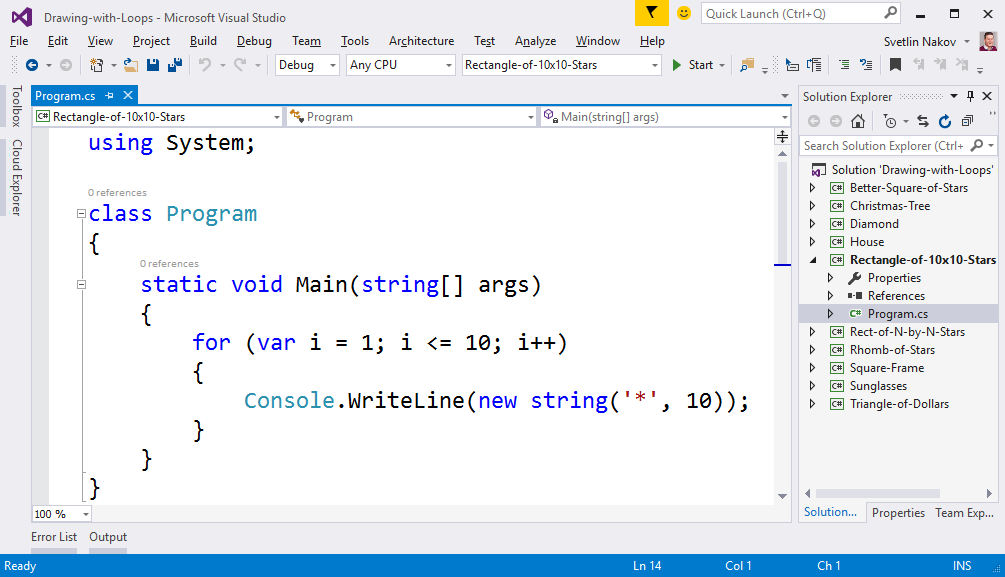 Drawing-with-Loops - Microsoft Visual Studio
Quick Launch (Ctrl+Q)
File Edit View Project Build Debug Team Tools Architecture Test Analyze Window Help
Svetlin Nakov
Debug Any CPU Rectangle-of-10x10-Stars Start
Toolbox
Cloud Explorer
Program.cs
C# Rectangle-of-10x10-Stars Program Main(string[] args)
using System;
0 references
class Program
{
0 references
static void Main(string[] args)
{
for (var i = 1; i <= 10; i++)
{
Console.WriteLine(new string('*', 10));
}
}
}
100 %
Error List Output
Solution Explorer
Search Solution Explorer (Ctrl+
Solution 'Drawing-with-Loops'
C# Better-Square-of-Stars
C# Christmas-Tree
C# Diamond
C# House
C# Rectangle-of-10x10-Stars
Properties
References
C# Program.cs
C# Rect-of-N-by-N-Stars
C# Rhomb-of-Stars
C# Square-Frame
C# Sunglasses
C# Triangle-of-Dollars
Solution... Properties Team Exp...
Ready Ln 14 Col 1 Ch 1 INS